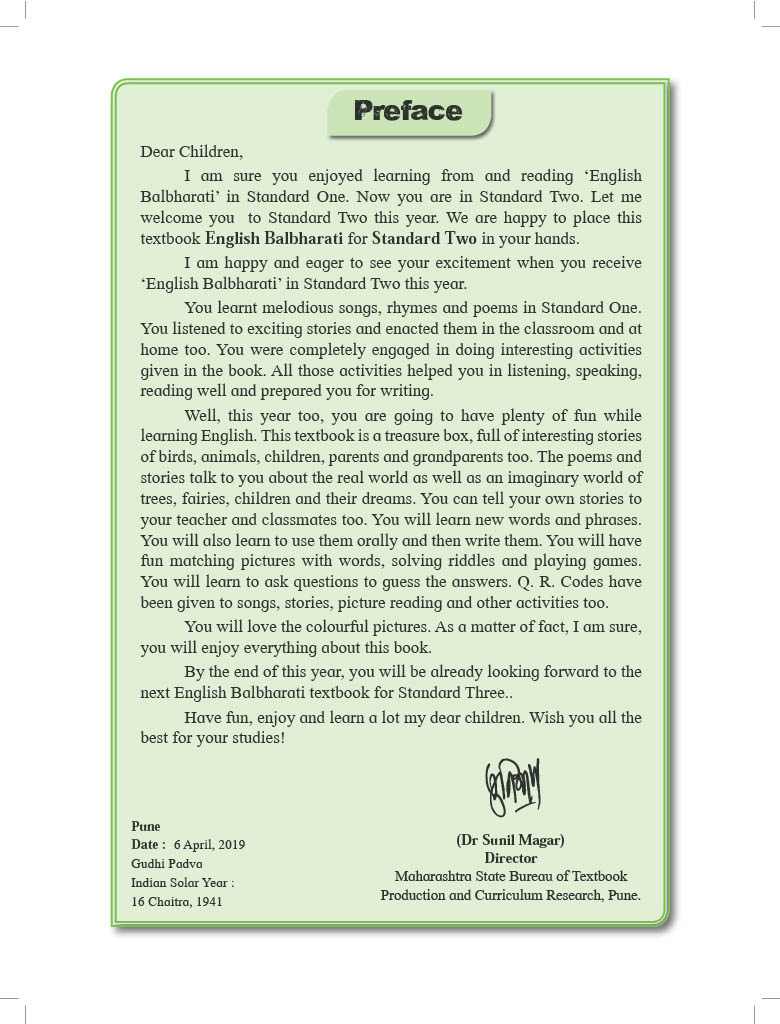 Preface
Dear Children,
I am sure you enjoyed learning from and reading ‘English
Balbharati’ in Standard One. Now you are in Standard Two. Let me
welcome you to Standard Two this year. We are happy to place this
textbook English Balbharati for Standard Two in your hands.
I am happy and eager to see your excitement when you receive
‘English Balbharati’ in Standard Two this year.
You learnt melodious songs, rhymes and poems in Standard One.
You listened to exciting stories and enacted them in the classroom and at
home too. You were completely engaged in doing interesting activities
given in the book. All those activities helped you in listening, speaking,
reading well and prepared you for writing.
Well, this year too, you are going to have plenty of fun while
learning English. This textbook is a treasure box, full of interesting stories
of birds, animals, children, parents and grandparents too. The poems and
stories talk to you about the real world as well as an imaginary world of
trees, fairies, children and their dreams. You can tell your own stories to
your teacher and classmates too. You will learn new words and phrases.
You will also learn to use them orally and then write them. You will have
fun matching pictures with words, solving riddles and playing games.
You will learn to ask questions to guess the answers. Q. R. Codes have
been given to songs, stories, picture reading and other activities too.
You will love the colourful pictures. As a matter of fact, I am sure,
you will enjoy everything about this book.
By the end of this year, you will be already looking forward to the
next English Balbharati textbook for Standard Three..
Have fun, enjoy and learn a lot my dear children. Wish you all the
best for your studies!
Pune
Date : 6 April, 2019
Gudhi Padva
Indian Solar Year :
16 Chaitra, 1941
(Dr Sunil Magar)
Director
Maharashtra State Bureau of Textbook
Production and Curriculum Research, Pune.